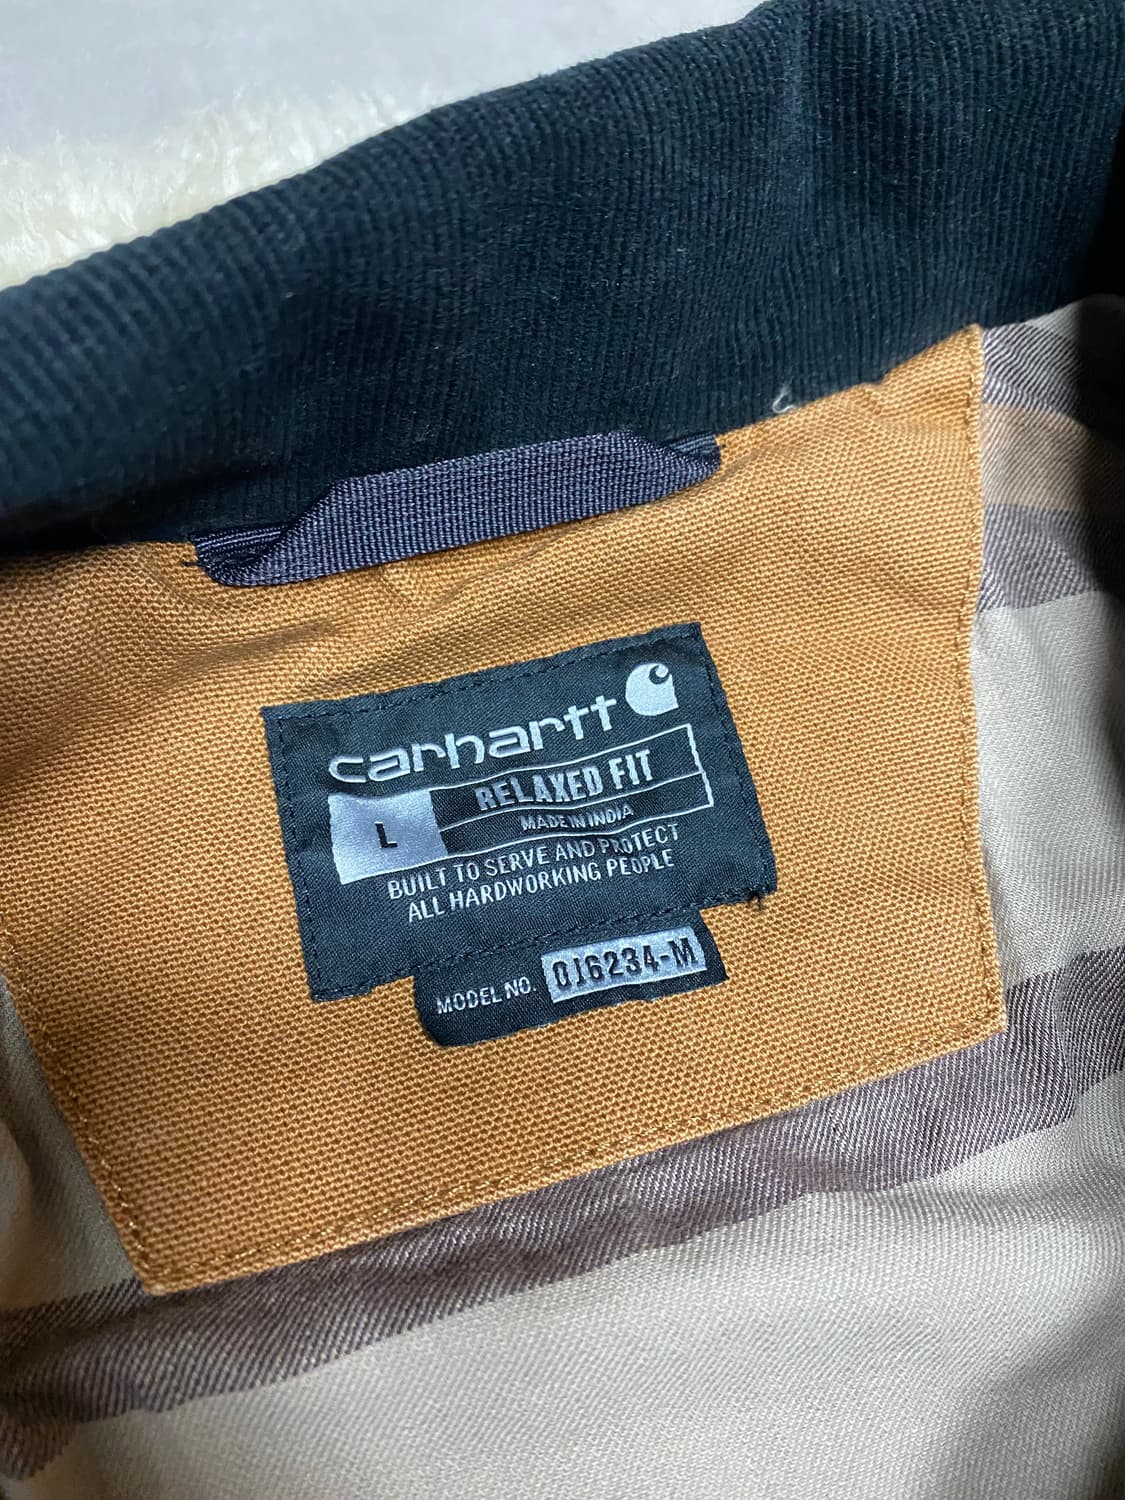 carhartt
L
RELAXED FIT
MADE IN INDIA
BUILT TO SERVE AND PROTECT
ALL HARDWORKING PEOPLE
MODEL NO. OJ6234-M